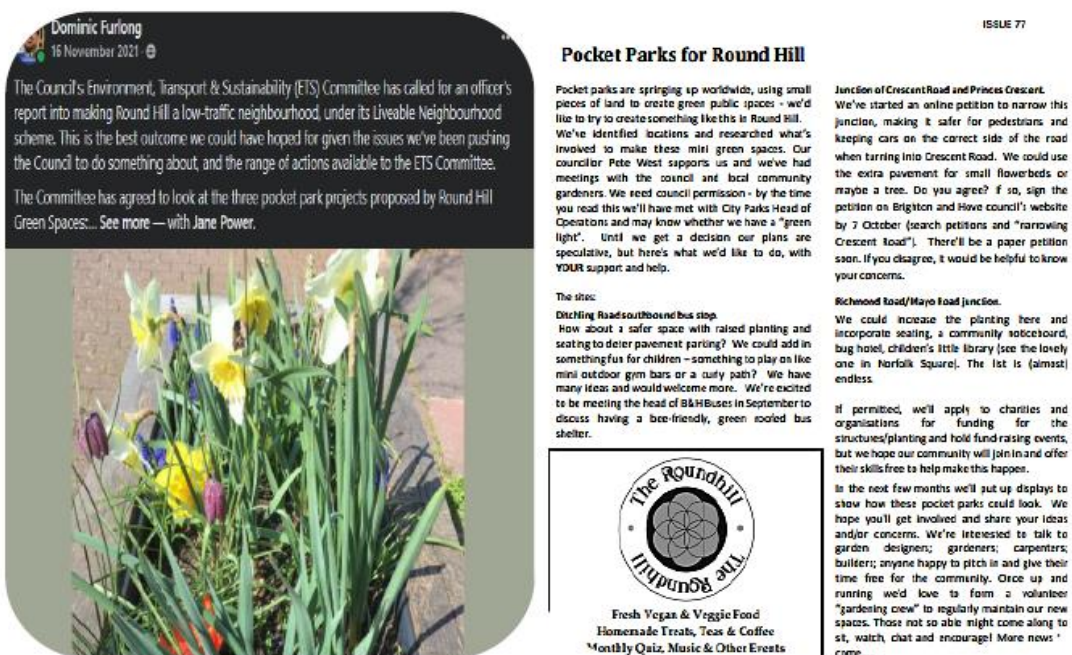 Dominic Furlong
16 November 2021
The Council's Environment, Transport & Sustainability (ETS) Committee has called for an officer's
report into making Round Hill a low-traffic neighbourhood, under its Liveable Neighbourhood
scheme. This is the best outcome we could have hoped for given the issues we've been pushing
the Council to do something about, and the range of actions available to the ETS Committee.
The Committee has agreed to look at the three pocket park projects proposed by Round Hill
Green Spaces:... See more — with Jane Power.
ISSUE 77
Pocket Parks for Round Hill
Pocket parks are springing up worldwide, using small
pieces of land to create green public spaces - we'd
like to try to create something like this in Round Hill.
We've identified locations and researched what's
involved to make these mini green spaces. Our
councillor Pete West supports us and we've had
meetings with the council and local community
gardeners. We need council permission - by the time
you read this we'll have met with City Parks Head of
Operations and may know whether we have a "green
light". Until we get a decision our plans are
speculative, but here's what we'd like to do, with
YOUR support and help.
The sites:
Ditchling Road southbound bus stop.
How about a safer space with raised planting and
seating to deter pavement parking? We could add in
something fun for children – something to play on like
mini outdoor gym bars or a curly path? We have
many ideas and would welcome more. We're excited
to be meeting the head of B&H Buses in September to
discuss having a bee-friendly, green roofed bus
shelter.
The Roundhill
The Roundhill
Fresh Vegan & Veggie Food
Homemade Treats, Teas & Coffee
Monthly Quiz, Music & Other Events
Junction of Crescent Road and Princes Crescent.
We've started an online petition to narrow this
junction, making it safer for pedestrians and
keeping cars on the correct side of the road
when turning into Crescent Road. We could use
the extra pavement for small flowerbeds or
maybe a tree. Do you agree? If so, sign the
petition on Brighton and Hove council's website
by 7 October (search petitions and "narrowing
Crescent Road"). There'll be a paper petition
soon. If you disagree, it would be helpful to know
your concerns.
Richmond Road/Mayo Road junction.
We could increase the planting here and
incorporate seating, a community noticeboard,
bug hotel, children's little library (see the lovely
one in Norfolk Square). The list is (almost)
endless.
If permitted, we'll apply to charities and
organisations for funding for the
structures/planting and hold fund-raising events,
but we hope our community will join in and offer
their skills free to help make this happen.
In the next few months we'll put up displays to
show how these pocket parks could look. We
hope you'll get involved and share your ideas
and/or concerns. We're interested to talk to
garden designers; gardeners; carpenters;
builders; anyone happy to pitch in and give their
time free for the community. Once up and
running we'd love to form a volunteer
"gardening crew" to regularly maintain our new
spaces. Those not so able might come along to
sit, watch, chat and encourage! More news
come